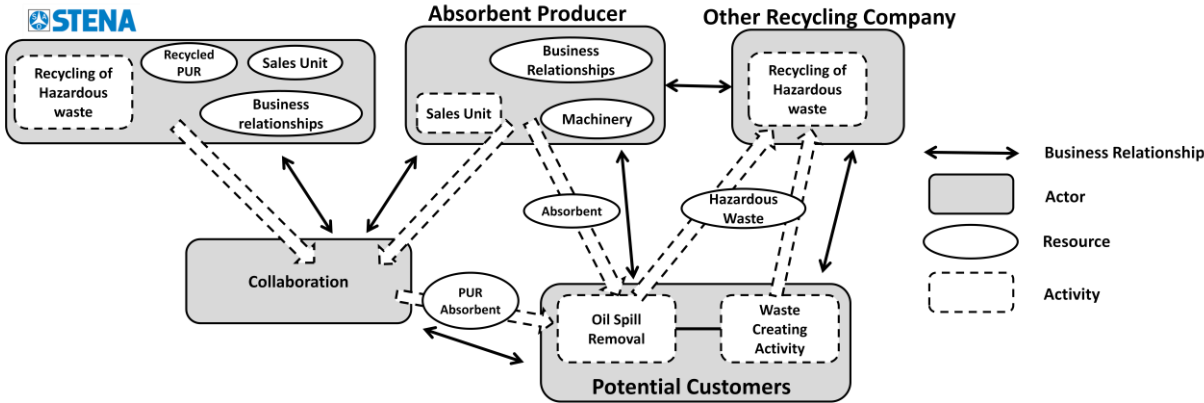 STENA
Absorbent Producer
Other Recycling Company
Recycling of
Hazardous
waste
Recycled
PUR
Sales Unit
Business
relationships
Business
Relationships
Sales Unit
Machinery
Recycling of
Hazardous
waste
Business Relationship
Actor
Resource
Activity
Absorbent
Hazardous
Waste
Collaboration
PUR
Absorbent
Oil Spill
Removal
Waste
Creating
Activity
Potential Customers